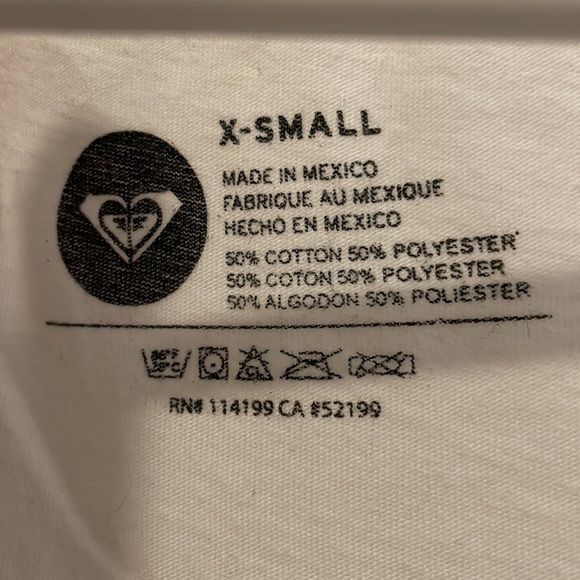 X-SMALL
MADE IN MEXICO
FABRIQUE AU MEXIQUE
HECHO EN MEXICO
50% COTTON 50% POLYESTER
50% COTON 50% POLYESTER
50% ALGODON 50% POLIESTER
CL
RN# 114199 CA #52199